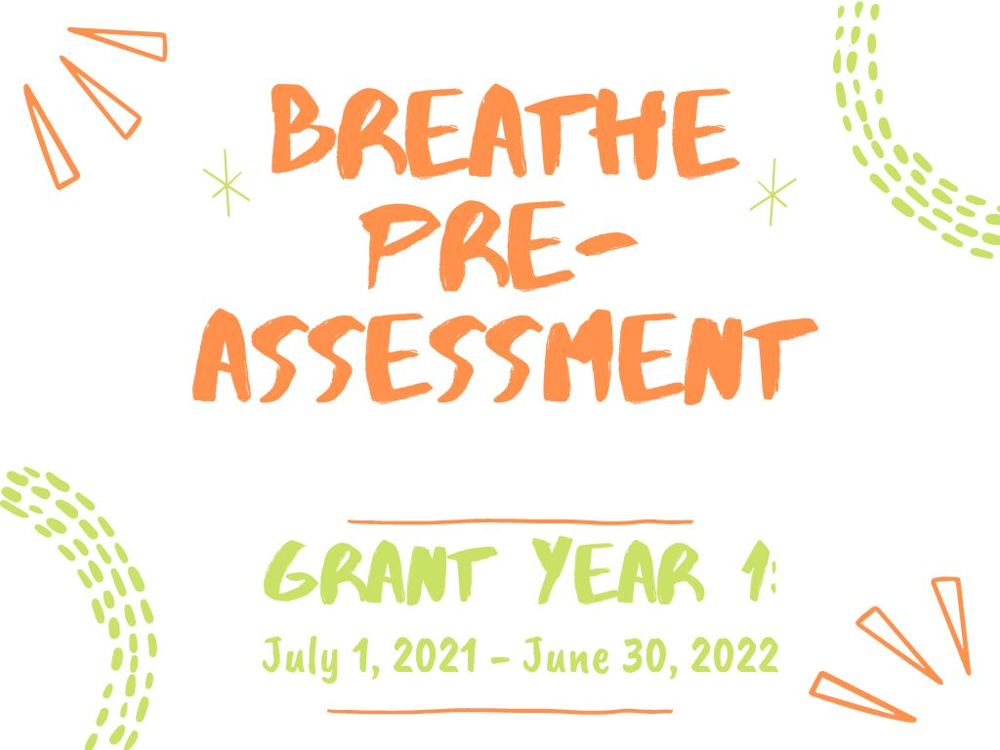 BREATHE
PRE-
ASSESSMENT
GRANT YEAR 1:
July 1, 2021 - June 30, 2022